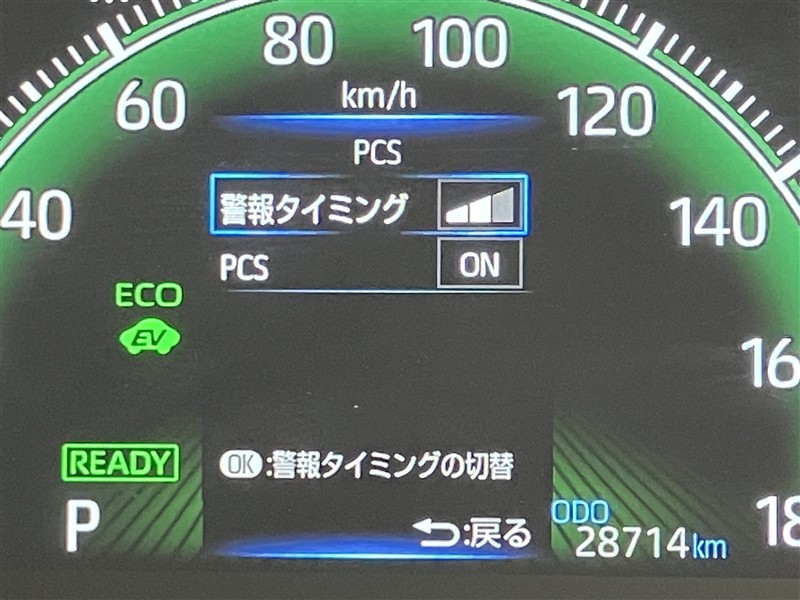 80
100
60
km/h
120
PCS
40
警報タイミング
140
PCS ON
ECO
EV
16
READY
OK:警報タイミングの切替
P
:戻る
ODO
28714km
18